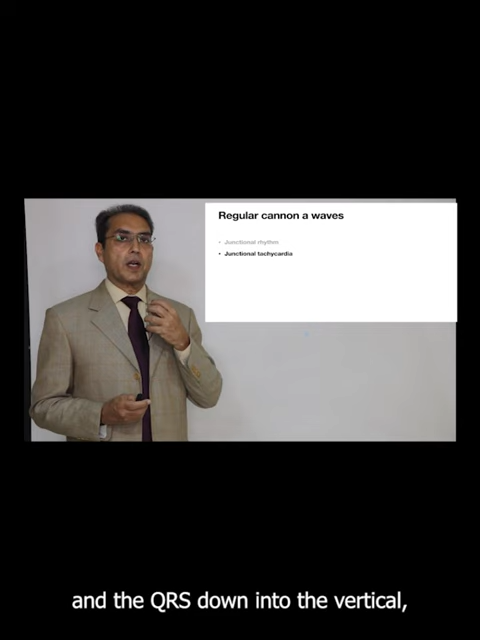 Regular cannon a waves
• Junctional rhythm
• Junctional tachycardia
and the QRS down into the vertical,